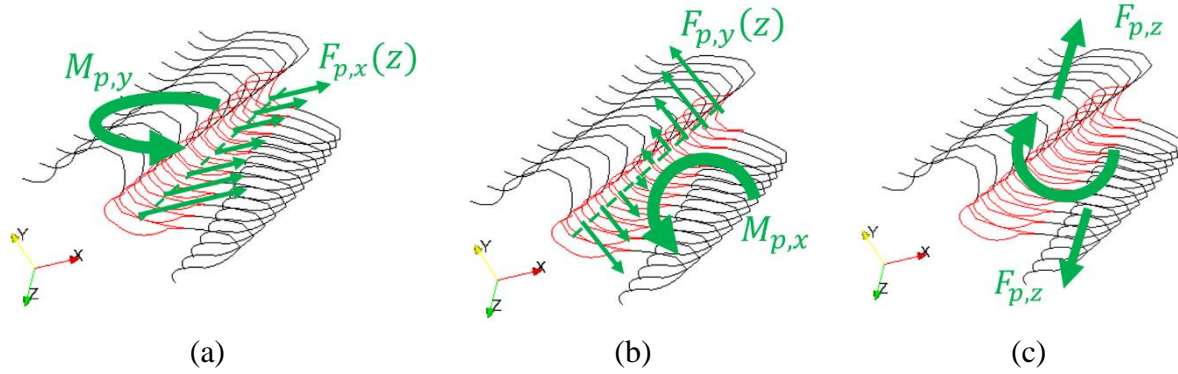 M_{p,y}
F_{p,x}(z)
Y
X
Z
(a)
F_{p,y}(z)
M_{p,x}
Y
X
Z
(b)
F_{p,z}
F_{p,z}
Y
X
Z
(c)